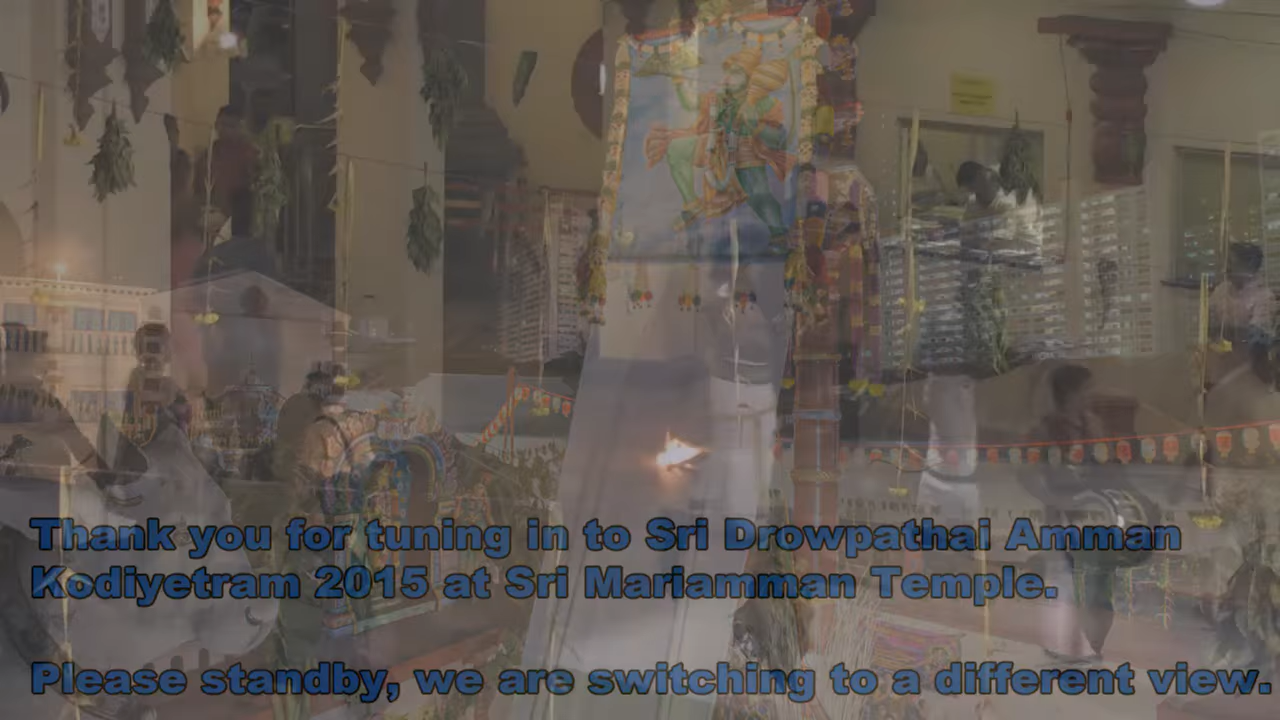 Thank you for tuning in to Sri Drowpathai Amman
Kodiyetram 2015 at Sri Mariamman Temple.
Please standby, we are switching to a different view.